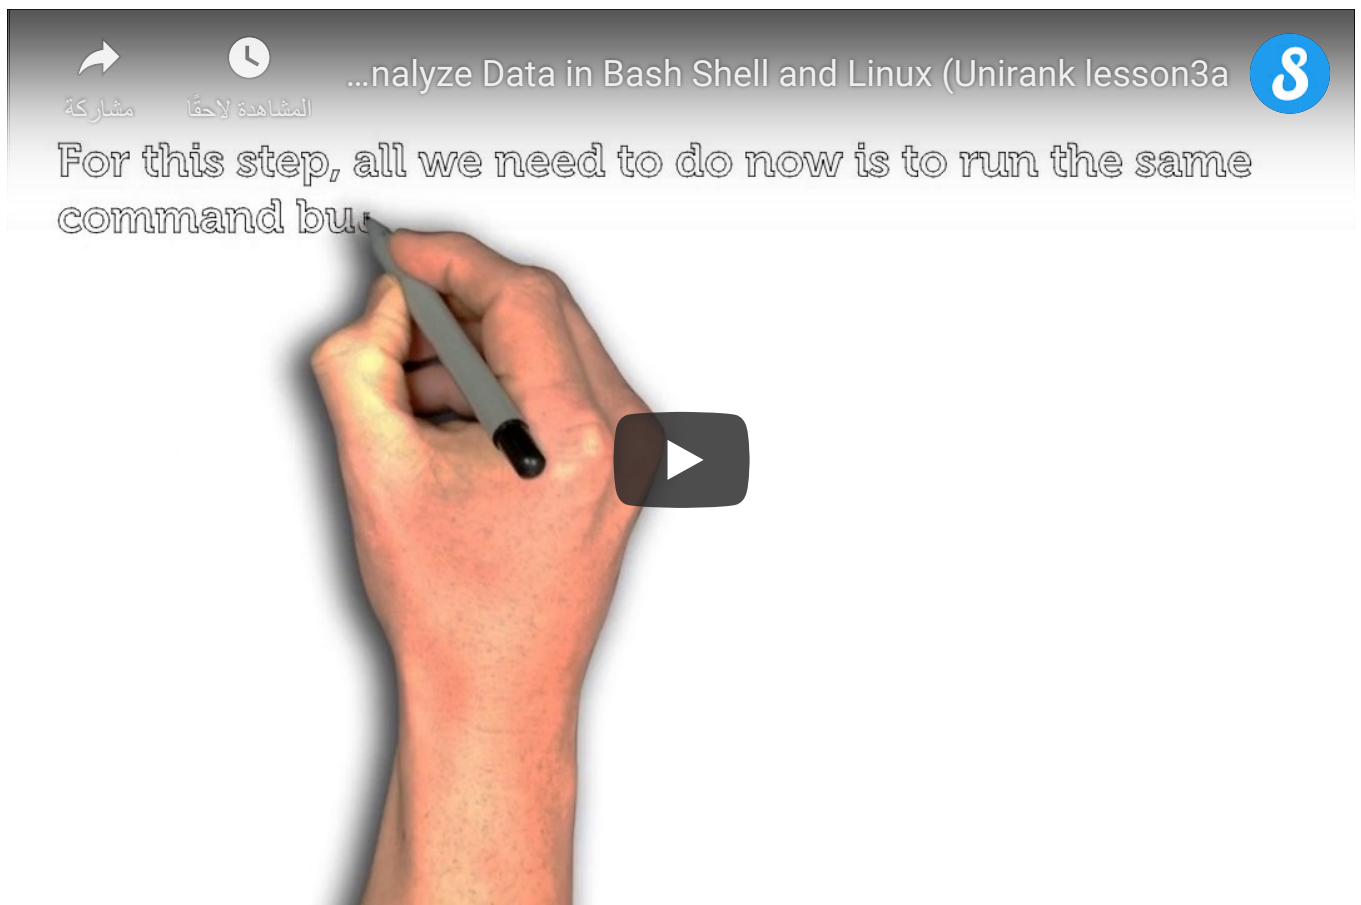 ...nalyze Data in Bash Shell and Linux (Unirank lesson3a
مشاركة
المشاهدة لاحقًا
For this step, all we need to do now is to run the same
command bu